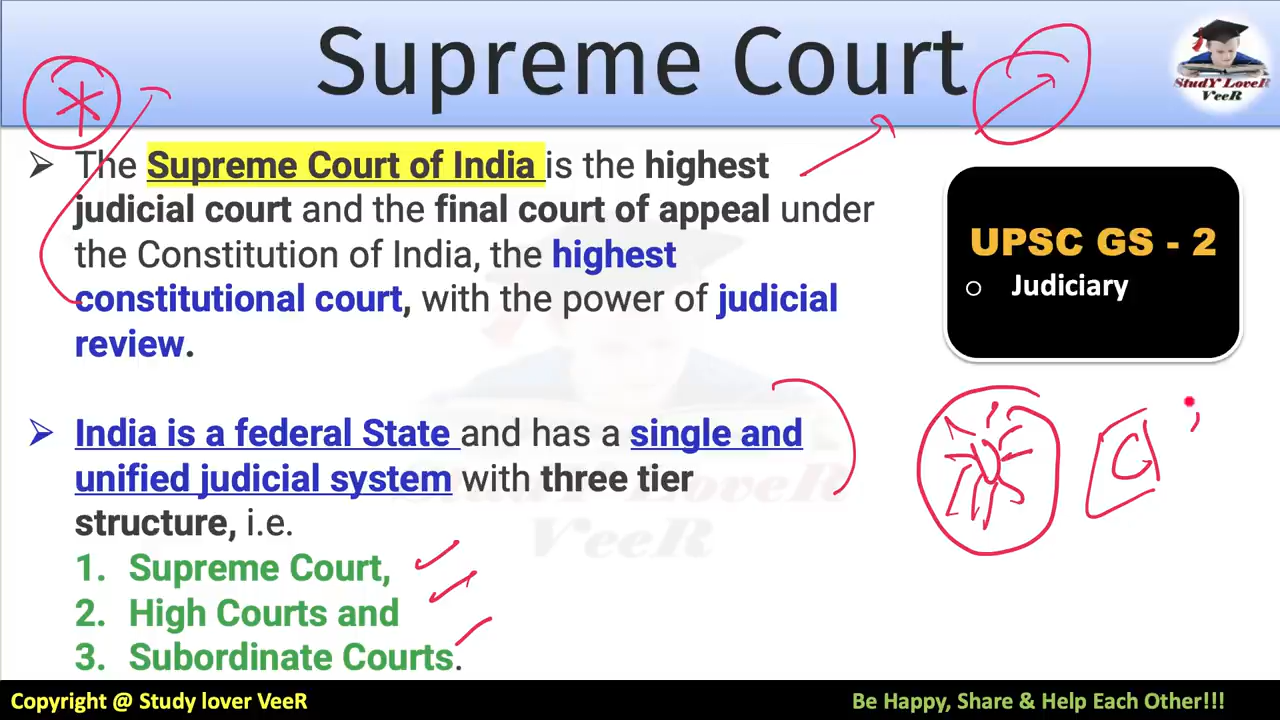 Supreme Court
StudY LoveR
VeeR
➤ The Supreme Court of India is the highest
judicial court and the final court of appeal under
the Constitution of India, the highest
constitutional court, with the power of judicial
review.
UPSC GS - 2
o Judiciary
➤ India is a federal State and has a single and
unified judicial system with three tier
structure, i.e.
1. Supreme Court,
2. High Courts and
3. Subordinate Courts.
StudY LoveR
VeeR
Copyright @ Study lover VeeR
Be Happy, Share & Help Each Other!!!